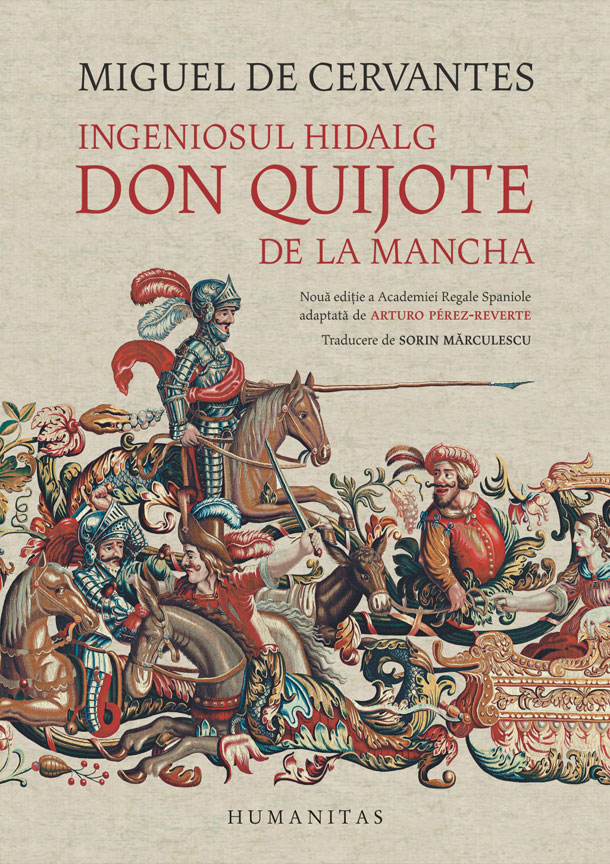 MIGUEL DE CERVANTES
INGENIOSUL HIDALG
DON QUIJOTE
DE LA MANCHA
Nouă ediție a Academiei Regale Spaniole
adaptată de ARTURO PÉREZ-REVERTE
Traducere de SORIN MĂRCULESCU
HUMANITAS